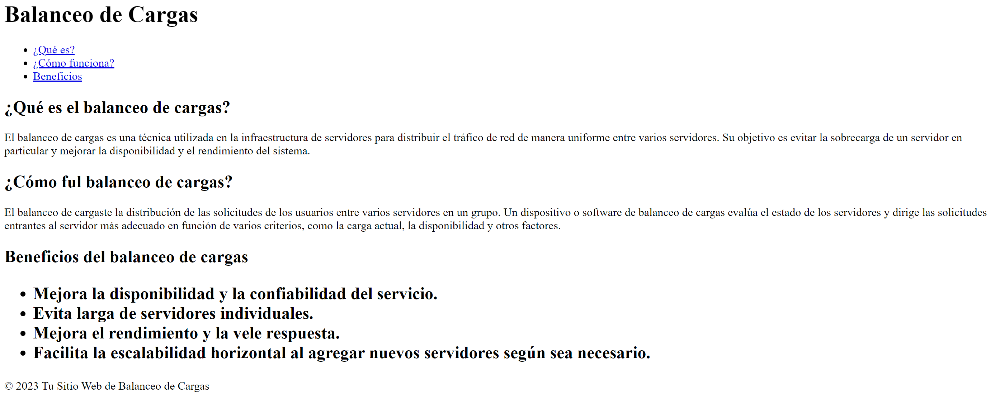 Balanceo de Cargas
¿Qué es?
¿Cómo funciona?
Beneficios
¿Qué es el balanceo de cargas?
El balanceo de cargas es una técnica utilizada en la infraestructura de servidores para distribuir el tráfico de red de manera uniforme entre varios servidores. Su objetivo es evitar la sobrecarga de un servidor en
particular y mejorar la disponibilidad y el rendimiento del sistema.
¿Cómo ful balanceo de cargas?
El balanceo de cargaste la distribución de las solicitudes de los usuarios entre varios servidores en un grupo. Un dispositivo o software de balanceo de cargas evalúa el estado de los servidores y dirige las solicitudes
entrantes al servidor más adecuado en función de varios criterios, como la carga actual, la disponibilidad y otros factores.
Beneficios del balanceo de cargas
Mejora la disponibilidad y la confiabilidad del servicio.
Evita larga de servidores individuales.
Mejora el rendimiento y la vele respuesta.
Facilita la escalabilidad horizontal al agregar nuevos servidores según sea necesario.
© 2023 Tu Sitio Web de Balanceo de Cargas